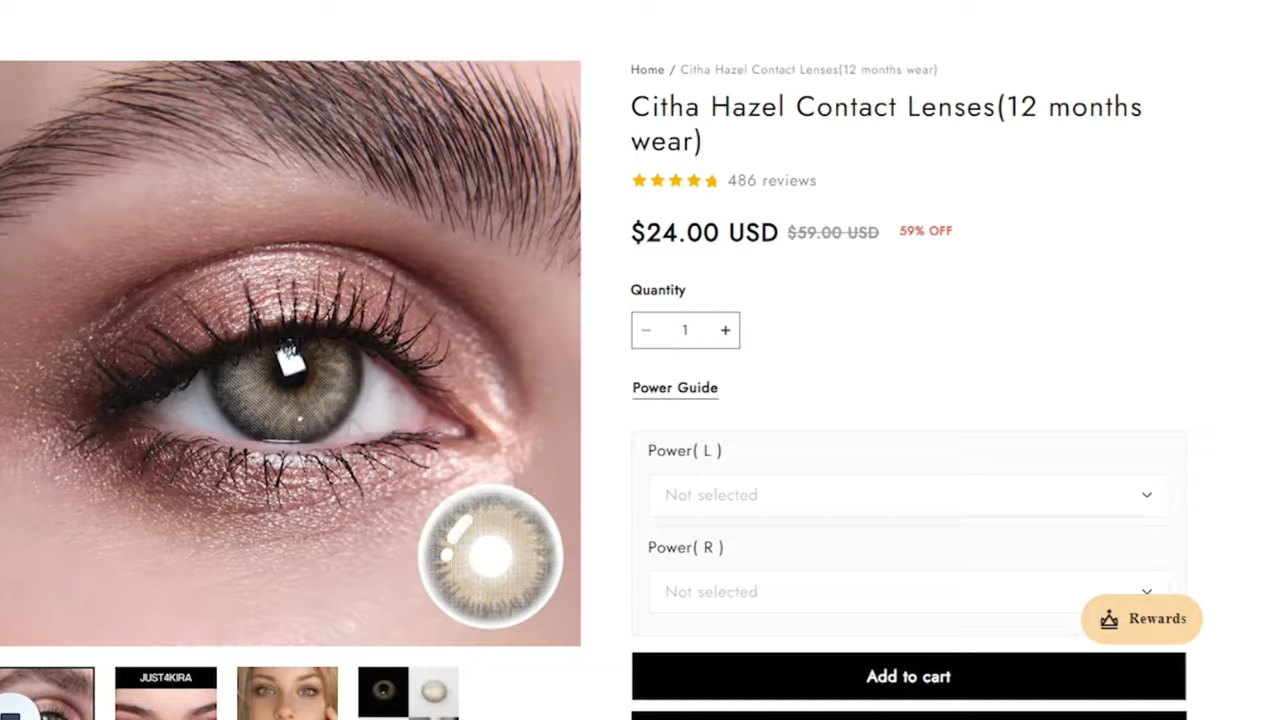 Home / Citha Hazel Contact Lenses(12 months wear)
Citha Hazel Contact Lenses(12 months
wear)
486 reviews
$24.00 USD $59.00 USD 59% OFF
Quantity
− 1 +
Power Guide
Power( L )
Not selected
Power( R )
Not selected
Rewards
JUST4KIRA
Add to cart